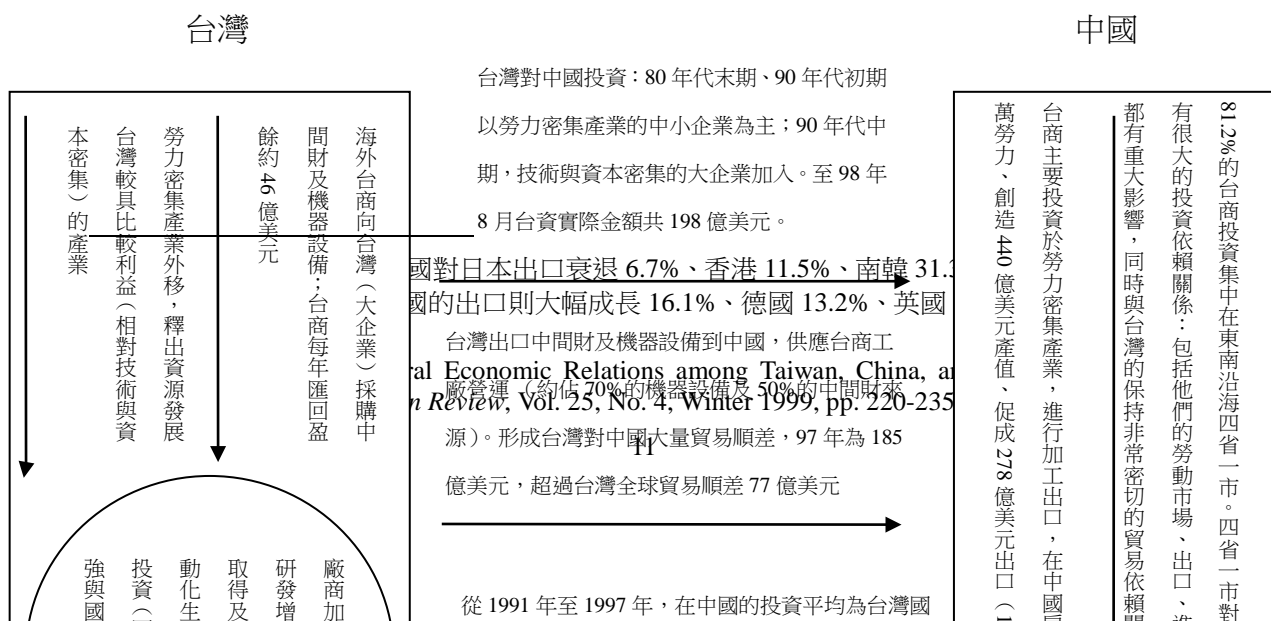 台灣
中國
台灣對中國投資：80 年代末期、90 年代初期
以勞力密集產業的中小企業為主；90 年代中
期，技術與資本密集的大企業加入。至 98 年
8 月台資實際金額共 198 億美元。
海外台商向台灣（大企業）採購中
間財及機器設備；台商每年匯回盈
餘約 46 億美元
勞力密集產業外移，釋出資源發展
台灣較具比較利益（相對技術與資
本密集）的產業
國對日本出口衰退 6.7%、香港 11.5%、南韓 31.3
國的出口則大幅成長 16.1%、德國 13.2%、英國
台灣出口中間財及機器設備到中國，供應台商工
ral Economic Relations among Taiwan, China, an
廠營運（約佔 70%的機器設備及 50%的中間財來
n Review, Vol. 25, No. 4, Winter 1999, pp. 220-235
源）。形成台灣對中國大量貿易順差，97 年為 185
11
億美元，超過台灣全球貿易順差 77 億美元
從 1991 年至 1997 年，在中國的投資平均為台灣國
廠商加
研發增
取得及
動化生
投資（
強與國
81.2%的台商投資集中在東南沿海四省一市。四省一市對
有很大的投資依賴關係：包括他們的勞動市場、出口、進
都有重大影響，同時與台灣的保持非常密切的貿易依賴關
台商主要投資於勞力密集產業，進行加工出口，在中國
萬勞力、創造 440 億美元產值、促成 278 億美元出口（1